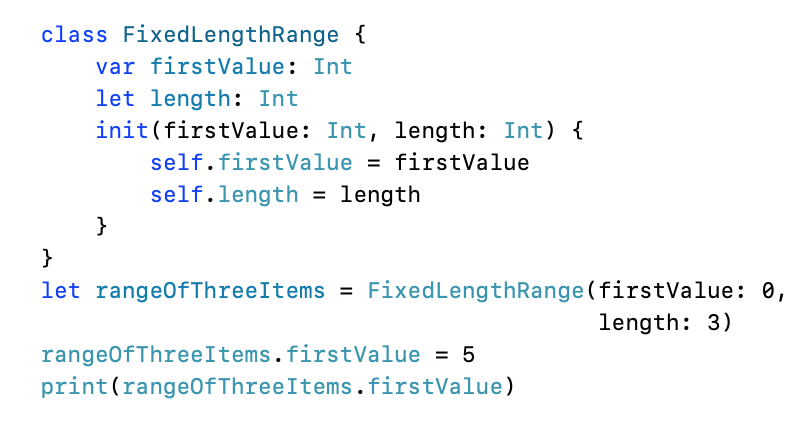 class FixedLengthRange {
    var firstValue: Int
    let length: Int
    init(firstValue: Int, length: Int) {
        self.firstValue = firstValue
        self.length = length
    }
}
let rangeOfThreeItems = FixedLengthRange(firstValue: 0,
                                         length: 3)
rangeOfThreeItems.firstValue = 5
print(rangeOfThreeItems.firstValue)